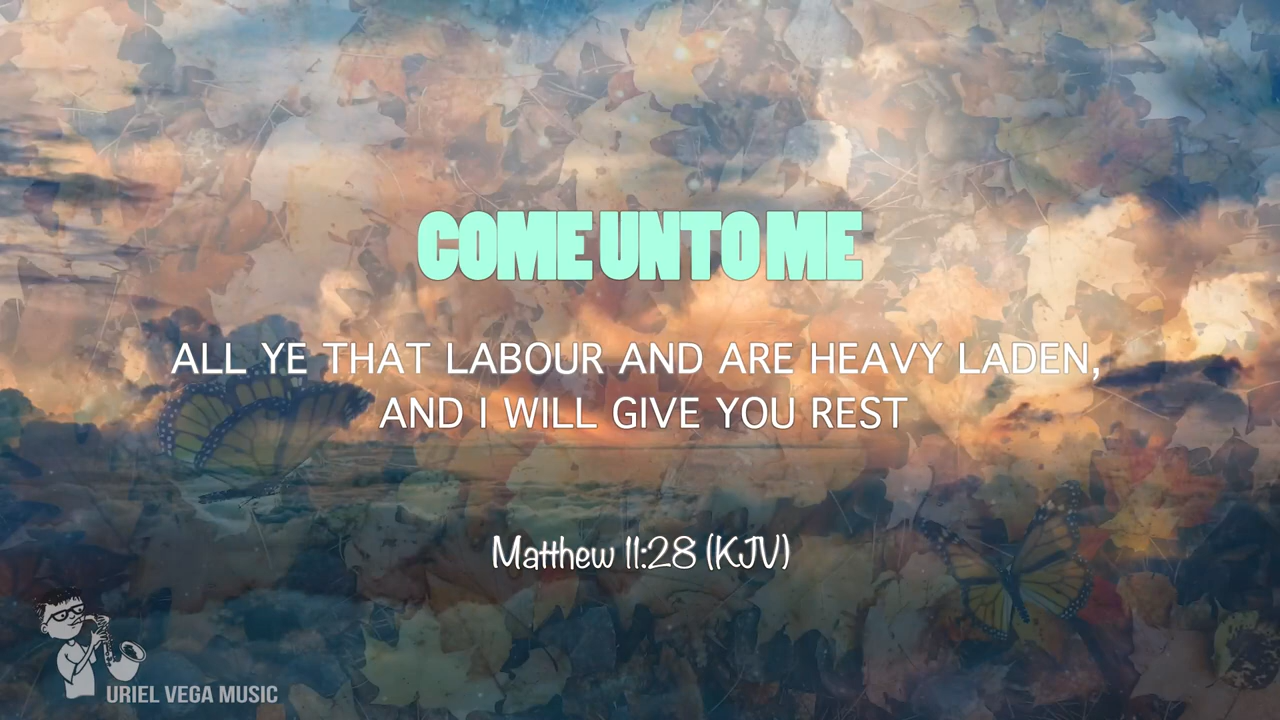 COME UNTO ME
ALL YE THAT LABOUR AND ARE HEAVY LADEN,
AND I WILL GIVE YOU REST
Matthew 11:28 (KJV)
URIEL VEGA MUSIC